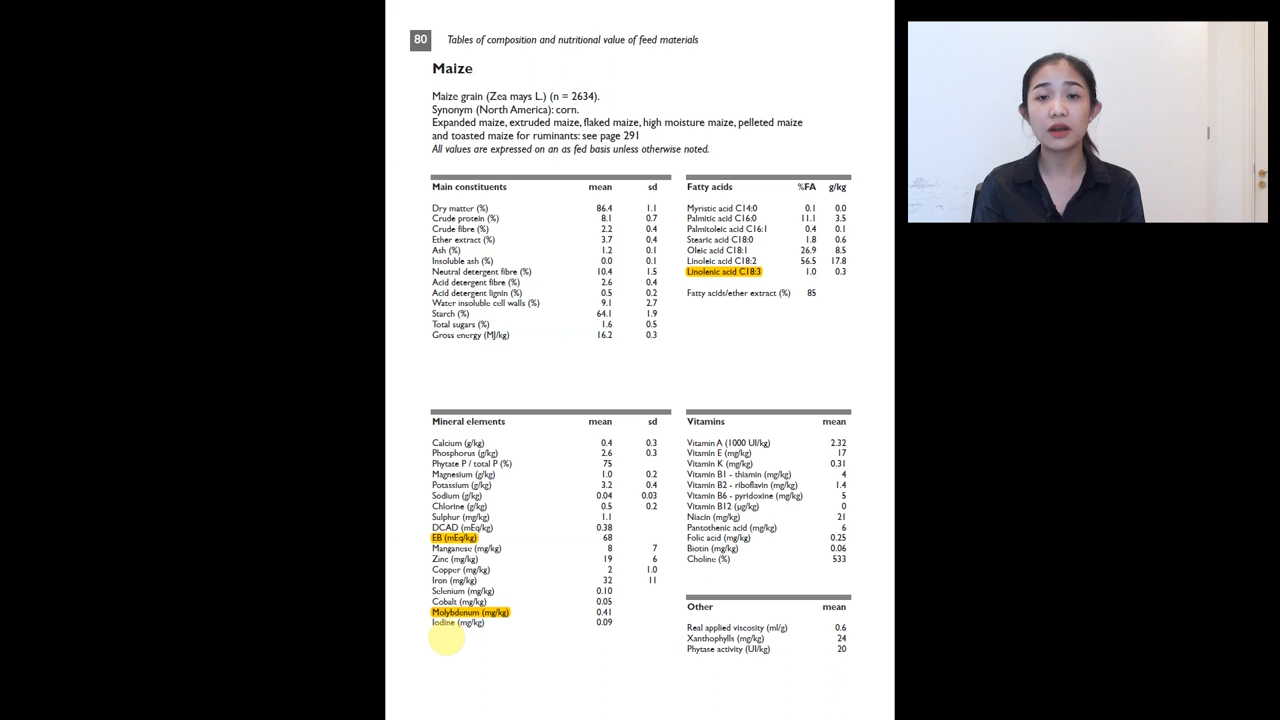 80 Tables of composition and nutritional value of feed materials
Maize
Maize grain (Zea mays L.) (n = 2634).
Synonym (North America): corn.
Expanded maize, extruded maize, flaked maize, high moisture maize, pelleted maize
and toasted maize for ruminants: see page 291
All values are expressed on an as fed basis unless otherwise noted.
Main constituents mean sd
Dry matter (%) 86.4 1.1
Crude protein (%) 8.1 0.7
Crude fibre (%) 2.2 0.4
Ether extract (%) 3.7 0.4
Ash (%) 1.2 0.1
Insoluble ash (%) 0.0 0.1
Neutral detergent fibre (%) 10.4 1.5
Acid detergent fibre (%) 2.6 0.4
Acid detergent lignin (%) 0.5 0.2
Water insoluble cell walls (%) 9.1 2.7
Starch (%) 64.1 1.9
Total sugars (%) 1.6 0.5
Gross energy (MJ/kg) 16.2 0.3
Fatty acids %FA g/kg
Myristic acid C14:0 0.1 0.0
Palmitic acid C16:0 11.1 3.5
Palmitoleic acid C16:1 0.4 0.1
Stearic acid C18:0 1.8 0.6
Oleic acid C18:1 26.9 8.5
Linoleic acid C18:2 56.5 17.8
Linolenic acid C18:3 1.0 0.3
Fatty acids/ether extract (%) 85
Mineral elements mean sd
Calcium (g/kg) 0.4 0.3
Phosphorus (g/kg) 2.6 0.3
Phytate P / total P (%) 75
Magnesium (g/kg) 1.0 0.2
Potassium (g/kg) 3.2 0.4
Sodium (g/kg) 0.04 0.03
Chlorine (g/kg) 0.5 0.2
Sulphur (mg/kg) 1.1
DCAD (mEq/kg) 0.38
EB (mEq/kg) 68
Manganese (mg/kg) 8 7
Zinc (mg/kg) 19 6
Copper (mg/kg) 2 1.0
Iron (mg/kg) 32 11
Selenium (mg/kg) 0.10
Cobalt (mg/kg) 0.05
Molybdenum (mg/kg) 0.41
Iodine (mg/kg) 0.09
Vitamins mean
Vitamin A (1000 UI/kg) 2.32
Vitamin E (mg/kg) 17
Vitamin K (mg/kg) 0.31
Vitamin B1 - thiamin (mg/kg) 4
Vitamin B2 - riboflavin (mg/kg) 1.4
Vitamin B6 - pyridoxine (mg/kg) 5
Vitamin B12 (µg/kg) 0
Niacin (mg/kg) 21
Pantothenic acid (mg/kg) 6
Folic acid (mg/kg) 0.25
Biotin (mg/kg) 0.06
Choline (%) 533
Other mean
Real applied viscosity (ml/g) 0.6
Xanthophylls (mg/kg) 24
Phytase activity (UI/kg) 20